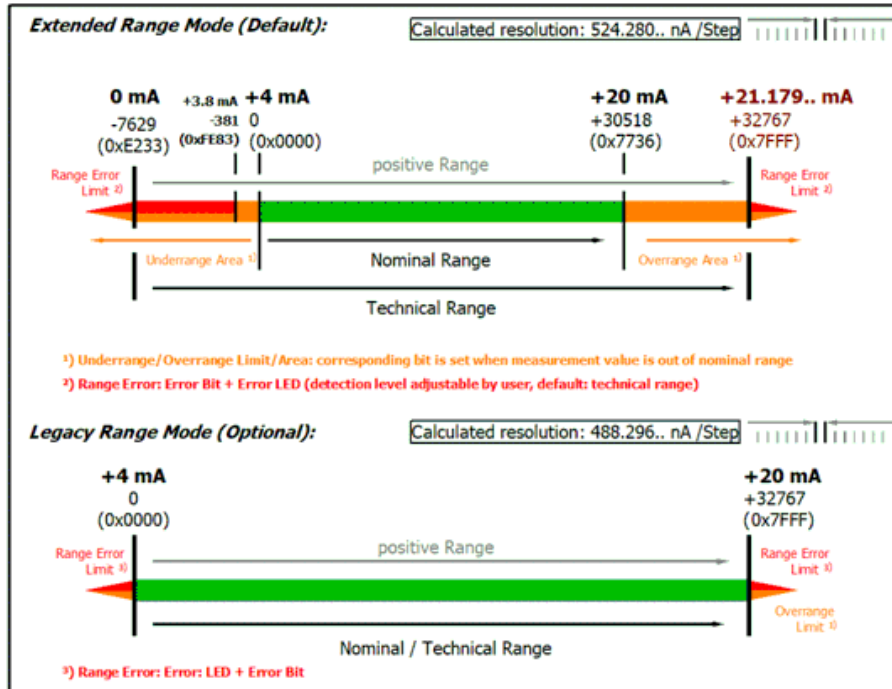 Extended Range Mode (Default):
Calculated resolution: 524.280.. nA /Step
0 mA
-7629
(0xE233)
+3.8 mA
-381
(0xFE83)
+4 mA
0
(0x0000)
+20 mA
+30518
(0x7736)
+21.179.. mA
+32767
(0x7FFF)
Range Error
Limit 2)
positive Range
Range Error
Limit 2)
Underrange Area 1)
Nominal Range
Overrange Area 1)
Technical Range
1) Underrange/Overrange Limit/Area: corresponding bit is set when measurement value is out of nominal range
2) Range Error: Error Bit + Error LED (detection level adjustable by user, default: technical range)
Legacy Range Mode (Optional):
Calculated resolution: 488.296.. nA /Step
+4 mA
0
(0x0000)
+20 mA
+32767
(0x7FFF)
Range Error
Limit 3)
positive Range
Range Error
Limit 3)
Overrange
Limit 1)
Nominal / Technical Range
3) Range Error: Error: LED + Error Bit